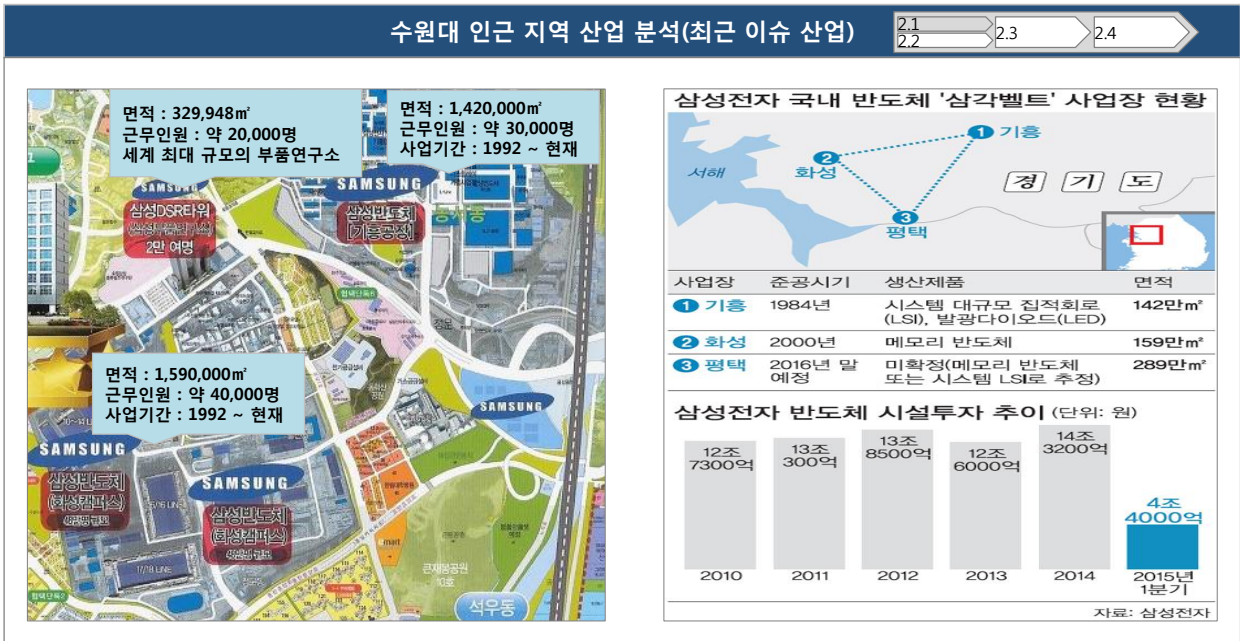 수원대 인근 지역 산업 분석(최근 이슈 산업)
2.1
2.2
2.3
2.4
면적 : 329,948㎡
근무인원 : 약 20,000명
세계 최대 규모의 부품연구소
면적 : 1,420,000㎡
근무인원 : 약 30,000명
사업기간 : 1992 ~ 현재
SAMSUNG
삼성DSR타워
2만 여명
SAMSUNG
삼성반도체
[기흥공장]
정문
면적 : 1,590,000㎡
근무인원 : 약 40,000명
사업기간 : 1992 ~ 현재
SAMSUNG
SAMSUNG
삼성반도체
(화성캠퍼스)
SAMSUNG
삼성반도체
(화성캠퍼스)
17/18 LINE
emart
큰재봉공원
10호
석우동
삼성전자 국내 반도체 '삼각벨트' 사업장 현황
1 기흥
2
화성
3
평택
서해
경 기 도
사업장 준공시기 생산제품 면적
1 기흥 1984년 시스템 대규모 집적회로 142만㎡
(LSI), 발광다이오드(LED)
2 화성 2000년 메모리 반도체 159만㎡
3 평택 2016년 말 미확정(메모리 반도체 289만㎡
예정 또는 시스템 LSI로 추정)
삼성전자 반도체 시설투자 추이 (단위: 원)
12조 13조 13조 12조 14조 4조
7300억 300억 8500억 6000억 3200억 4000억
2010 2011 2012 2013 2014 2015년
1분기
자료: 삼성전자